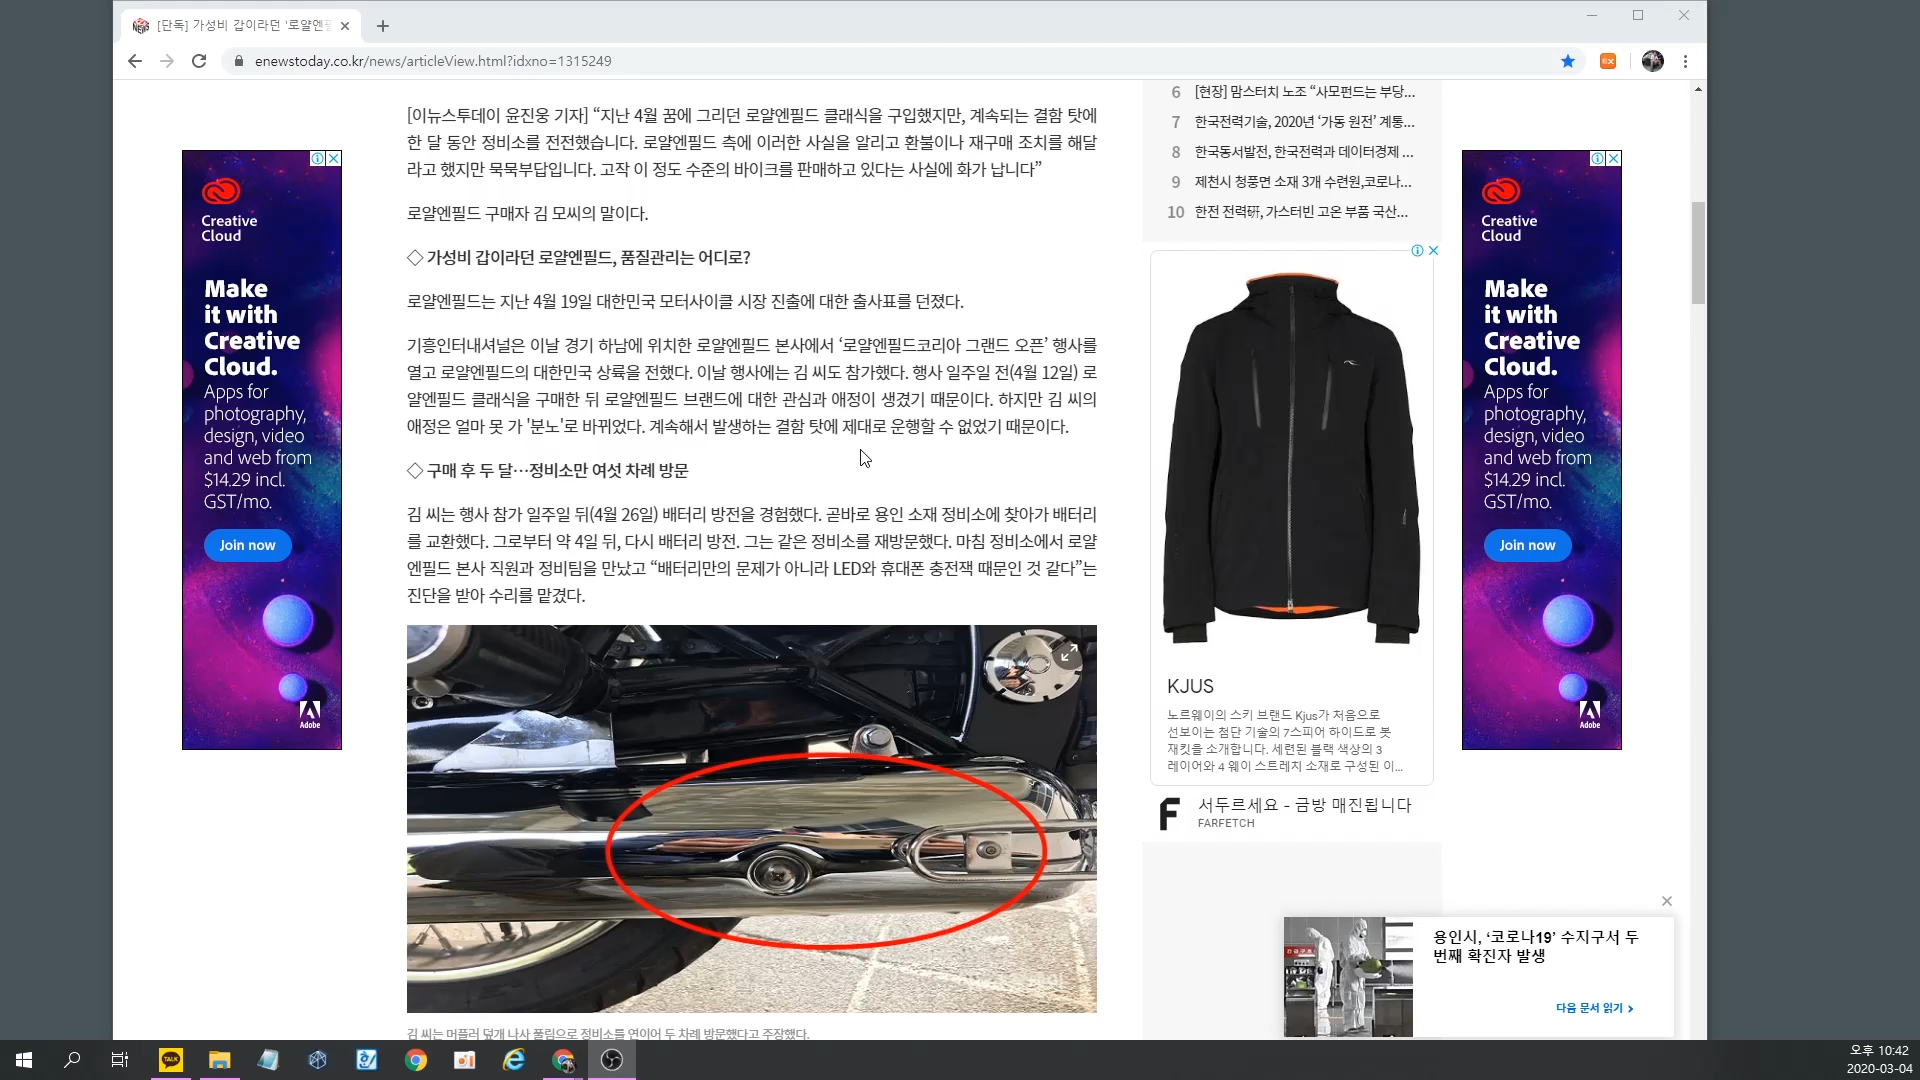 [단독] 가성비 갑이라던 '로얄엔필
enewstoday.co.kr/news/articleView.html?idxno=1315249
[이뉴스투데이 윤진웅 기자] “지난 4월 꿈에 그리던 로얄엔필드 클래식을 구입했지만, 계속되는 결함 탓에
한 달 동안 정비소를 전전했습니다. 로얄엔필드 측에 이러한 사실을 알리고 환불이나 재구매 조치를 해달
라고 했지만 묵묵부답입니다. 고작 이 정도 수준의 바이크를 판매하고 있다는 사실에 화가 납니다”
로얄엔필드 구매자 김 모씨의 말이다.
◇ 가성비 갑이라던 로얄엔필드, 품질관리는 어디로?
로얄엔필드는 지난 4월 19일 대한민국 모터사이클 시장 진출에 대한 출사표를 던졌다.
기흥인터내셔널은 이날 경기 하남에 위치한 로얄엔필드 본사에서 ‘로얄엔필드코리아 그랜드 오픈’ 행사를
열고 로얄엔필드의 대한민국 상륙을 전했다. 이날 행사에는 김 씨도 참가했다. 행사 일주일 전(4월 12일) 로
얄엔필드 클래식을 구매한 뒤 로얄엔필드 브랜드에 대한 관심과 애정이 생겼기 때문이다. 하지만 김 씨의
애정은 얼마 못 가 '분노'로 바뀌었다. 계속해서 발생하는 결함 탓에 제대로 운행할 수 없었기 때문이다.
◇ 구매 후 두 달…정비소만 여섯 차례 방문
김 씨는 행사 참가 일주일 뒤(4월 26일) 배터리 방전을 경험했다. 곧바로 용인 소재 정비소에 찾아가 배터리
를 교환했다. 그로부터 약 4일 뒤, 다시 배터리 방전. 그는 같은 정비소를 재방문했다. 마침 정비소에서 로얄
엔필드 본사 직원과 정비팀을 만났고 “배터리만의 문제가 아니라 LED와 휴대폰 충전잭 때문인 것 같다”는
진단을 받아 수리를 맡겼다.
김 씨는 머플러 덮개 나사 풀림으로 정비소를 연이어 두 차례 방문했다고 주장했다.
Creative
Cloud
Make
it with
Creative
Cloud.
Apps for
photography,
design, video
and web from
$14.29 incl.
GST/mo.
Join now
Adobe
6 [현장] 맘스터치 노조 “사모펀드는 부당...
7 한국전력기술, 2020년 ‘가동 원전’ 계통...
8 한국동서발전, 한국전력과 데이터경제 ...
9 제천시 청풍면 소재 3개 수련원,코로나...
10 한전 전력硏, 가스터빈 고온 부품 국산...
KJUS
노르웨이의 스키 브랜드 Kjus가 처음으로
선보이는 첨단 기술의 7스피어 하이드로 봇
재킷을 소개합니다. 세련된 블랙 색상의 3
레이어와 4 웨이 스트레치 소재로 구성된 이...
서두르세요 - 금방 매진됩니다
FARFETCH
Creative
Cloud
Make
it with
Creative
Cloud.
Apps for
photography,
design, video
and web from
$14.29 incl.
GST/mo.
Join now
Adobe
용인시, ‘코로나19’ 수지구서 두
번째 확진자 발생
다음 문서 읽기 >
TALK
오후 10:42
2020-03-04